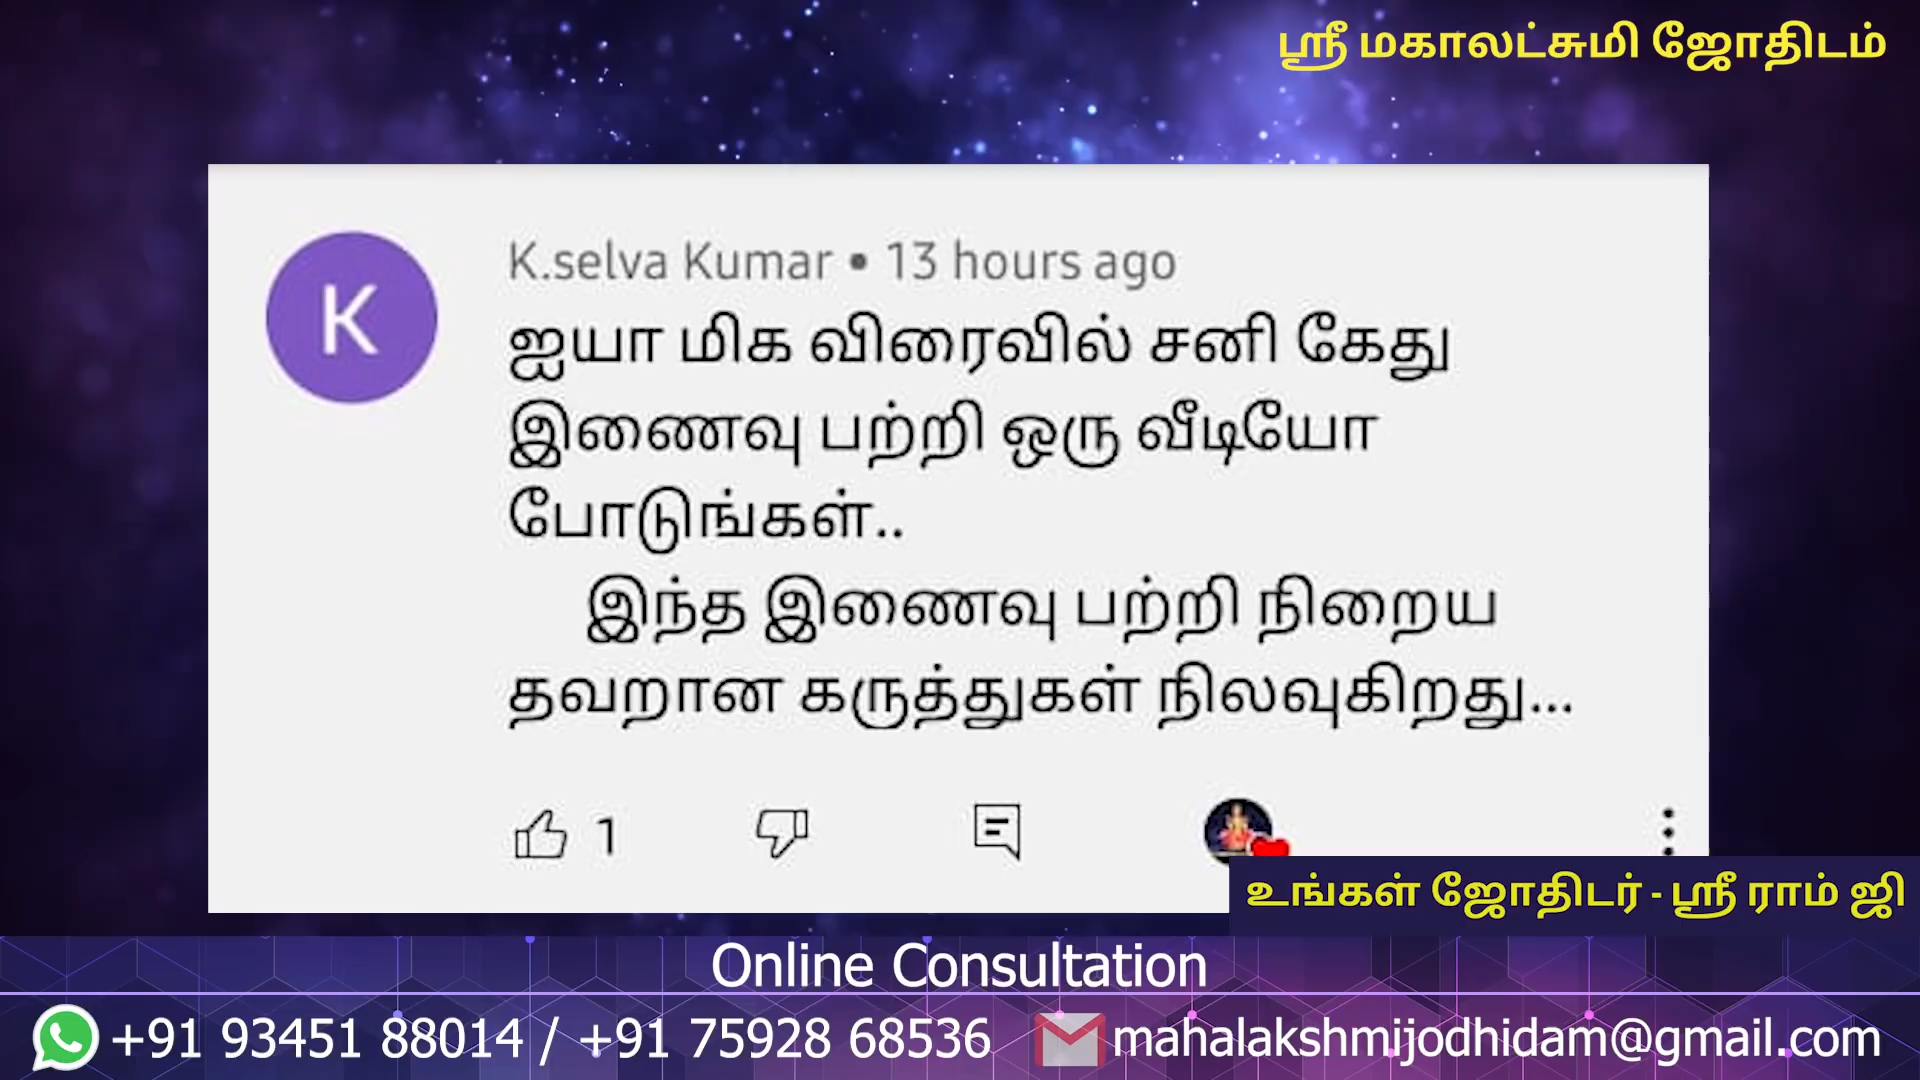 ஸ்ரீ மகாலட்சுமி ஜோதிடம்
K
K.selva Kumar • 13 hours ago
ஐயா மிக விரைவில் சனி கேது
இணைவு பற்றி ஒரு வீடியோ
போடுங்கள்..
இந்த இணைவு பற்றி நிறைய
தவறான கருத்துகள் நிலவுகிறது...
1
உங்கள் ஜோதிடர் - ஸ்ரீ ராம் ஜி
Online Consultation
+91 93451 88014 / +91 75928 68536 mahalakshmijodhidam@gmail.com